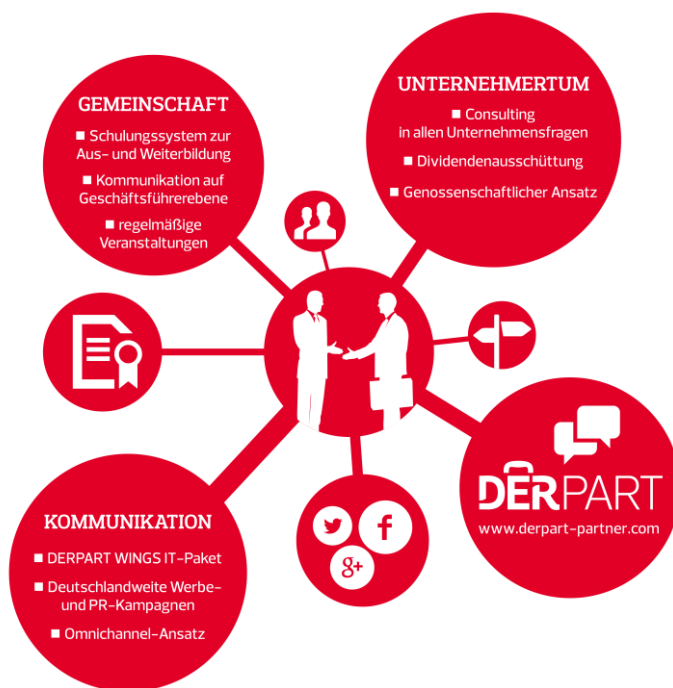 GEMEINSCHAFT
■ Schulungssystem zur
Aus- und Weiterbildung
■ Kommunikation auf
Geschäftsführerebene
■ regelmäßige
Veranstaltungen
UNTERNEHMERTUM
■ Consulting
in allen Unternehmensfragen
■ Dividendenausschüttung
■ Genossenschaftlicher Ansatz
KOMMUNIKATION
■ DERPART WINGS IT-Paket
■ Deutschlandweite Werbe-
und PR-Kampagnen
■ Omnichannel-Ansatz
f
g+
DERPART
www.derpart-partner.com